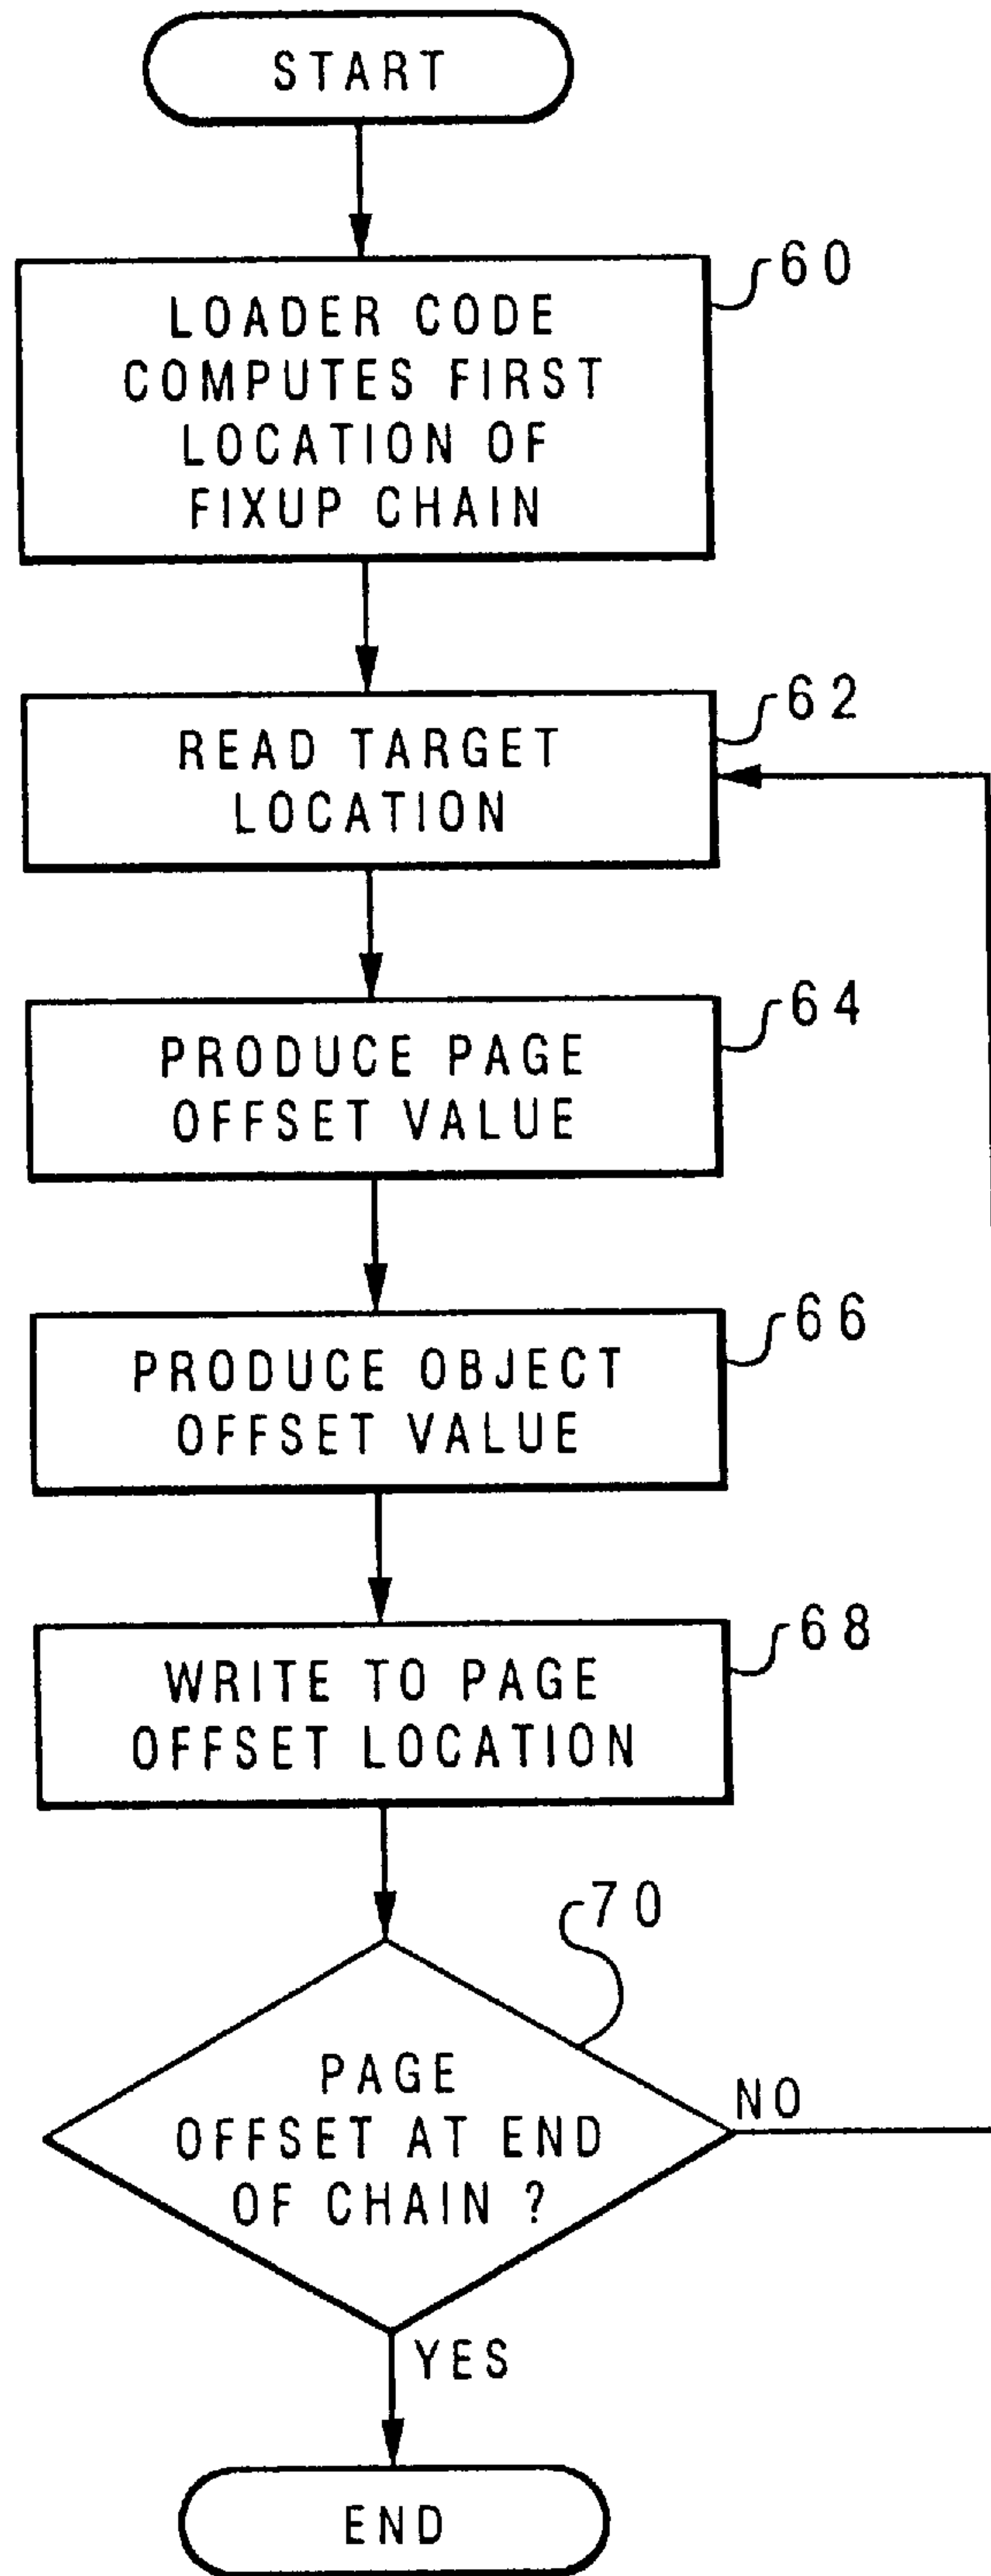 START
60
LOADER CODE
COMPUTES FIRST
LOCATION OF
FIXUP CHAIN
62
READ TARGET
LOCATION
64
PRODUCE PAGE
OFFSET VALUE
66
PRODUCE OBJECT
OFFSET VALUE
68
WRITE TO PAGE
OFFSET LOCATION
70
PAGE
OFFSET AT END
OF CHAIN ?
NO
YES
END